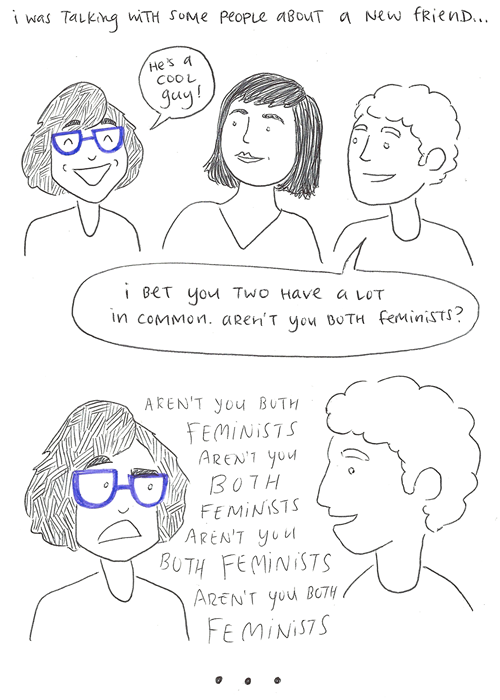 i was Talking wiTH some people aboUT a new friend...
He's a
COOL
guy!
i BET you TWO Have a LOT
in common. aren't you BOTH feminists?
AREN'T you BOTH
FEMINISTS
AREN'T you
BOTH
FEMINISTS
AREN'T you
BOTH FEMINISTS
AREN'T you BOTH
FEMINISTS
...